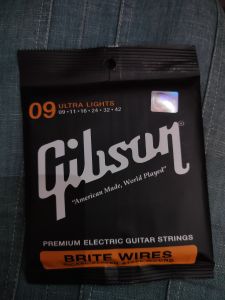 09 ULTRA LIGHTS
09·11·16·24·32·42
Gibson®
"American Made, World Played"
PREMIUM ELECTRIC GUITAR STRINGS
BRITE WIRES